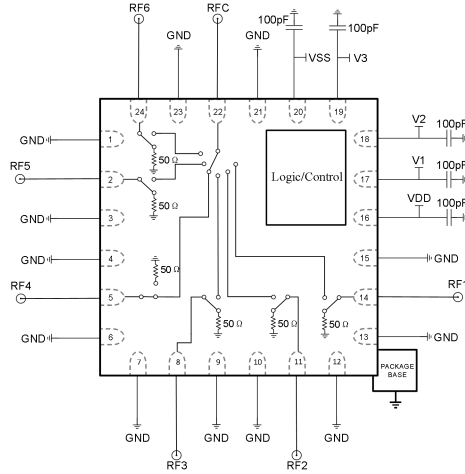 RF6
RFC
100pF
100pF
GND
GND
VSS
V3
24
23
22
21
20
19
V2
100pF
GND
1
18
50 Ω
RF5
2
V1
100pF
17
50 Ω
Logic/Control
VDD
100pF
GND
3
16
GND
4
15
GND
50 Ω
RF4
5
14
RF1
50 Ω
50 Ω
50 Ω
GND
6
13
GND
7
8
9
10
11
12
PACKAGE
BASE
GND
GND
GND
GND
RF3
RF2